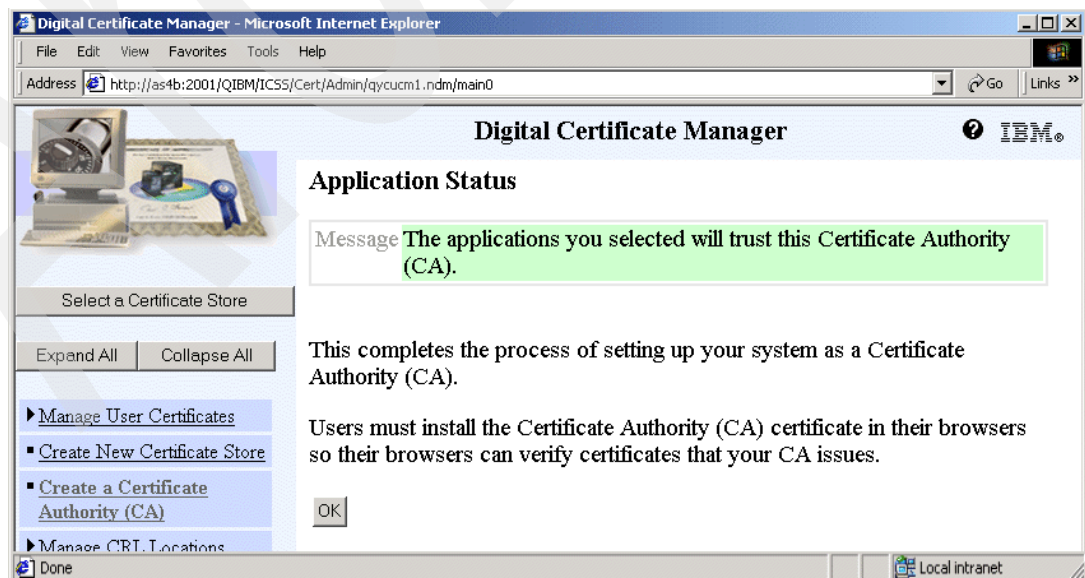 Digital Certificate Manager - Microsoft Internet Explorer
File Edit View Favorites Tools Help
Address http://as4b:2001/QIBM/ICSS/Cert/Admin/qycucm1.ndm/main0 Go Links »
Digital Certificate Manager ? IBM®
Select a Certificate Store
Expand All Collapse All
Manage User Certificates
Create New Certificate Store
Create a Certificate
Authority (CA)
Manage CRL Locations
Application Status
Message The applications you selected will trust this Certificate Authority
(CA).
This completes the process of setting up your system as a Certificate
Authority (CA).
Users must install the Certificate Authority (CA) certificate in their browsers
so their browsers can verify certificates that your CA issues.
OK
Done Local intranet